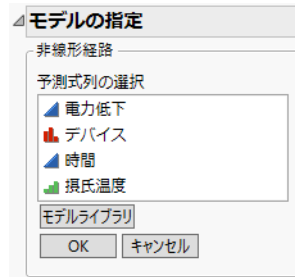 モデルの指定
非線形経路
予測式列の選択
電力低下
デバイス
時間
摂氏温度
モデルライブラリ
OK キャンセル